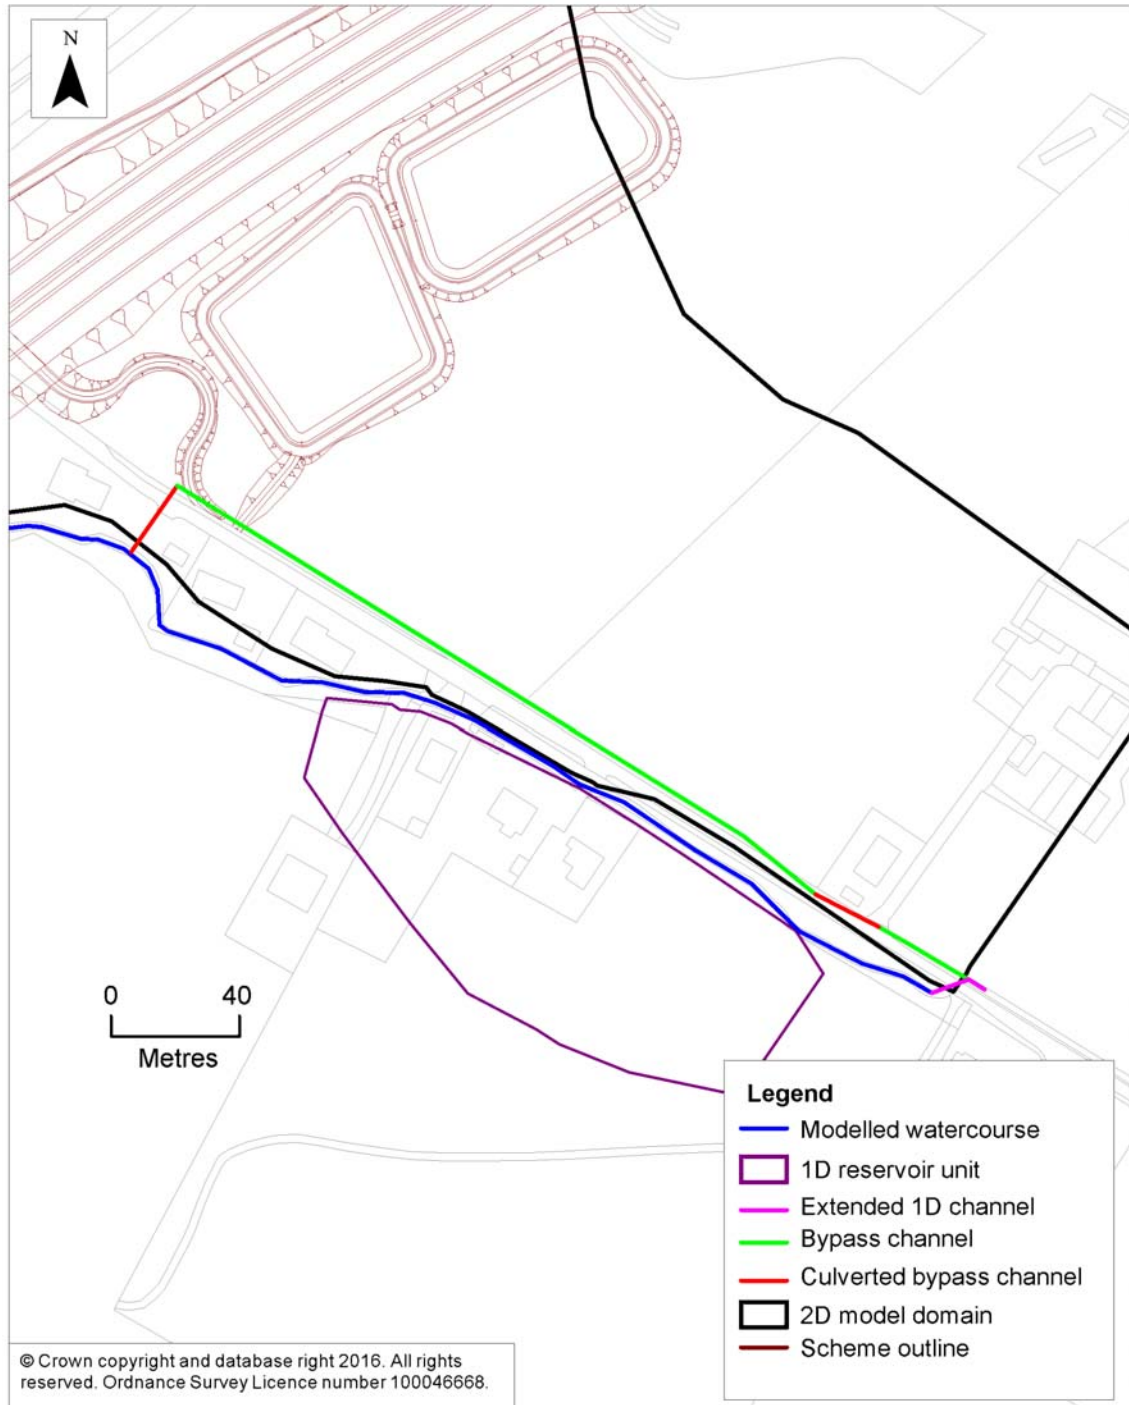 N
0 40
Metres
Legend
Modelled watercourse
1D reservoir unit
Extended 1D channel
Bypass channel
Culverted bypass channel
2D model domain
Scheme outline
© Crown copyright and database right 2016. All rights
reserved. Ordnance Survey Licence number 100046668.